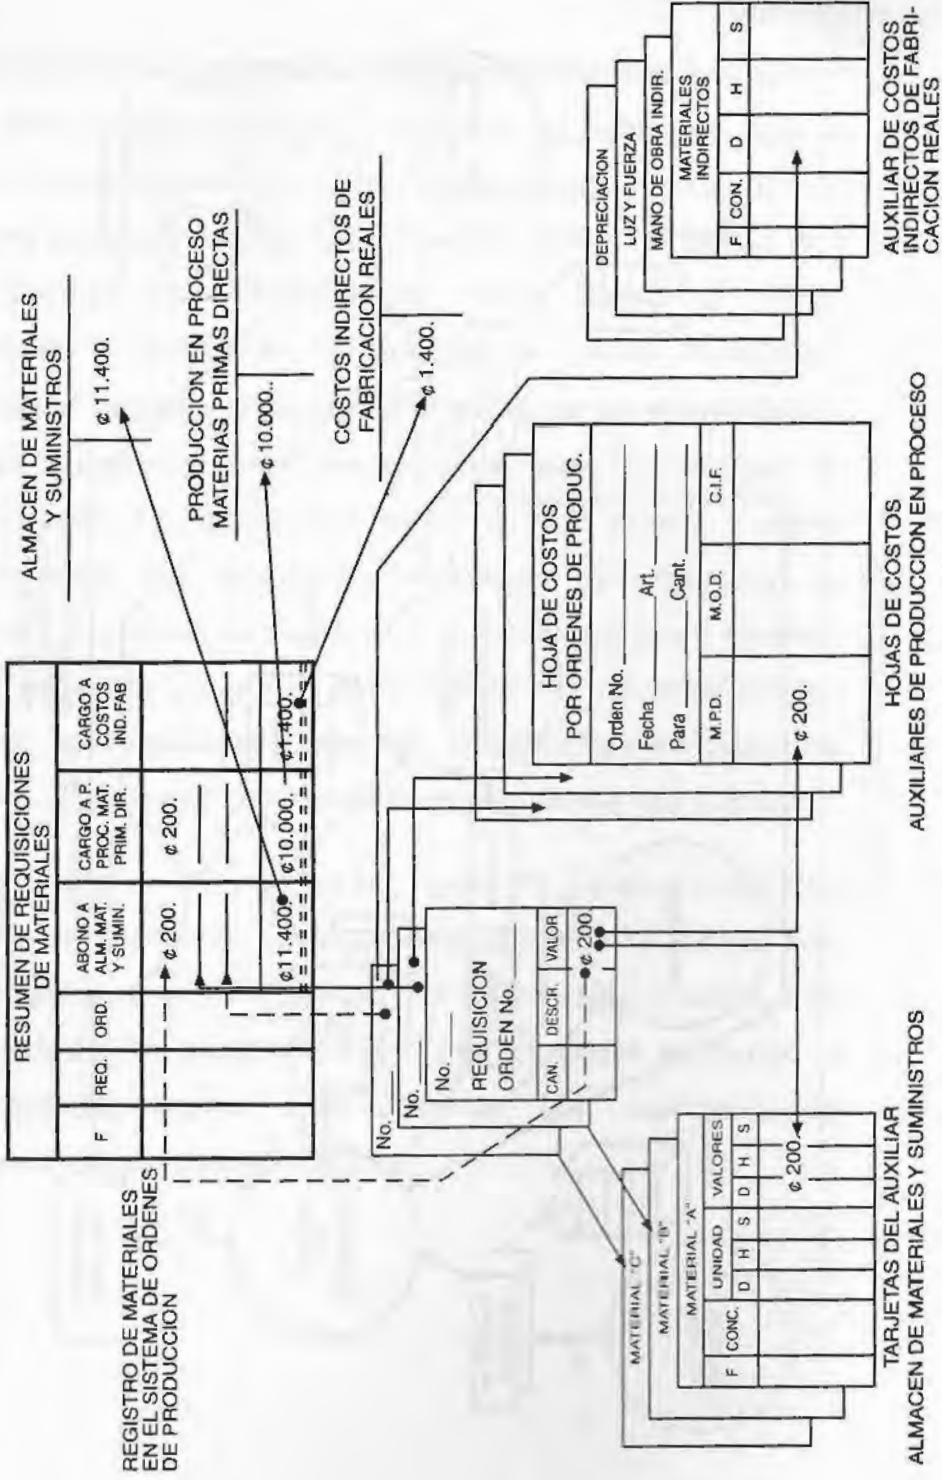 REGISTRO DE MATERIALES
EN EL SISTEMA DE ORDENES
DE PRODUCCION
RESUMEN DE REQUISICIONES
DE MATERIALES
F
REQ.
ORD.
ABONO A
ALM. MAT.
Y SUMIN.
CARGO A P.
PROC. MAT.
PRIM. DIR.
CARGO A
COSTOS
IND. FAB
¢ 200.
¢ 200.
¢11.400.
¢10.000.
¢1.400.
ALMACEN DE MATERIALES
Y SUMINISTROS
¢ 11.400.
PRODUCCION EN PROCESO
MATERIAS PRIMAS DIRECTAS
¢ 10.000..
COSTOS INDIRECTOS DE
FABRICACION REALES
¢ 1.400.
No.
No.
No.
REQUISICION
ORDEN No.
CAN.
DESCR.
VALOR
¢ 200.
MATERIAL "C"
MATERIAL "B"
MATERIAL "A"
F
CONC.
UNIDAD
VALORES
D
H
S
D
H
S
¢ 200.
TARJETAS DEL AUXILIAR
ALMACEN DE MATERIALES Y SUMINISTROS
HOJA DE COSTOS
POR ORDENES DE PRODUC.
Orden No.
Fecha Art.
Para Cant.
M.P.D.
M.O.D.
C.I.F.
¢ 200.
HOJAS DE COSTOS
AUXILIARES DE PRODUCCION EN PROCESO
DEPRECIACION
LUZ Y FUERZA
MANO DE OBRA INDIR.
MATERIALES
INDIRECTOS
F
CON.
D
H
S
AUXILIAR DE COSTOS
INDIRECTOS DE FABRI-
CACION REALES